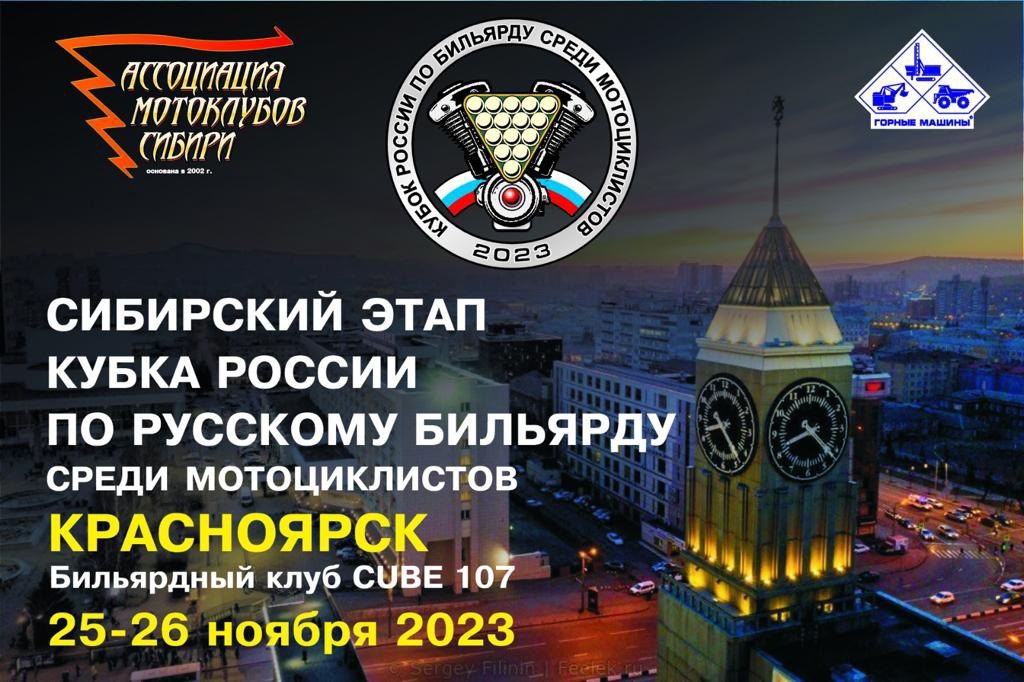 АССОЦИАЦИЯ
МОТОКЛУБОВ
СИБИРИ
основана в 2002 г.
КУБОК РОССИИ ПО БИЛЬЯРДУ СРЕДИ МОТОЦИКЛИСТОВ
2023
ГОРНЫЕ МАШИНЫ®
СИБИРСКИЙ ЭТАП
КУБКА РОССИИ
ПО РУССКОМУ БИЛЬЯРДУ
СРЕДИ МОТОЦИКЛИСТОВ
КРАСНОЯРСК
Бильярдный клуб CUBE 107
25-26 ноября 2023
© Sergey Filinin | Feelek.ru